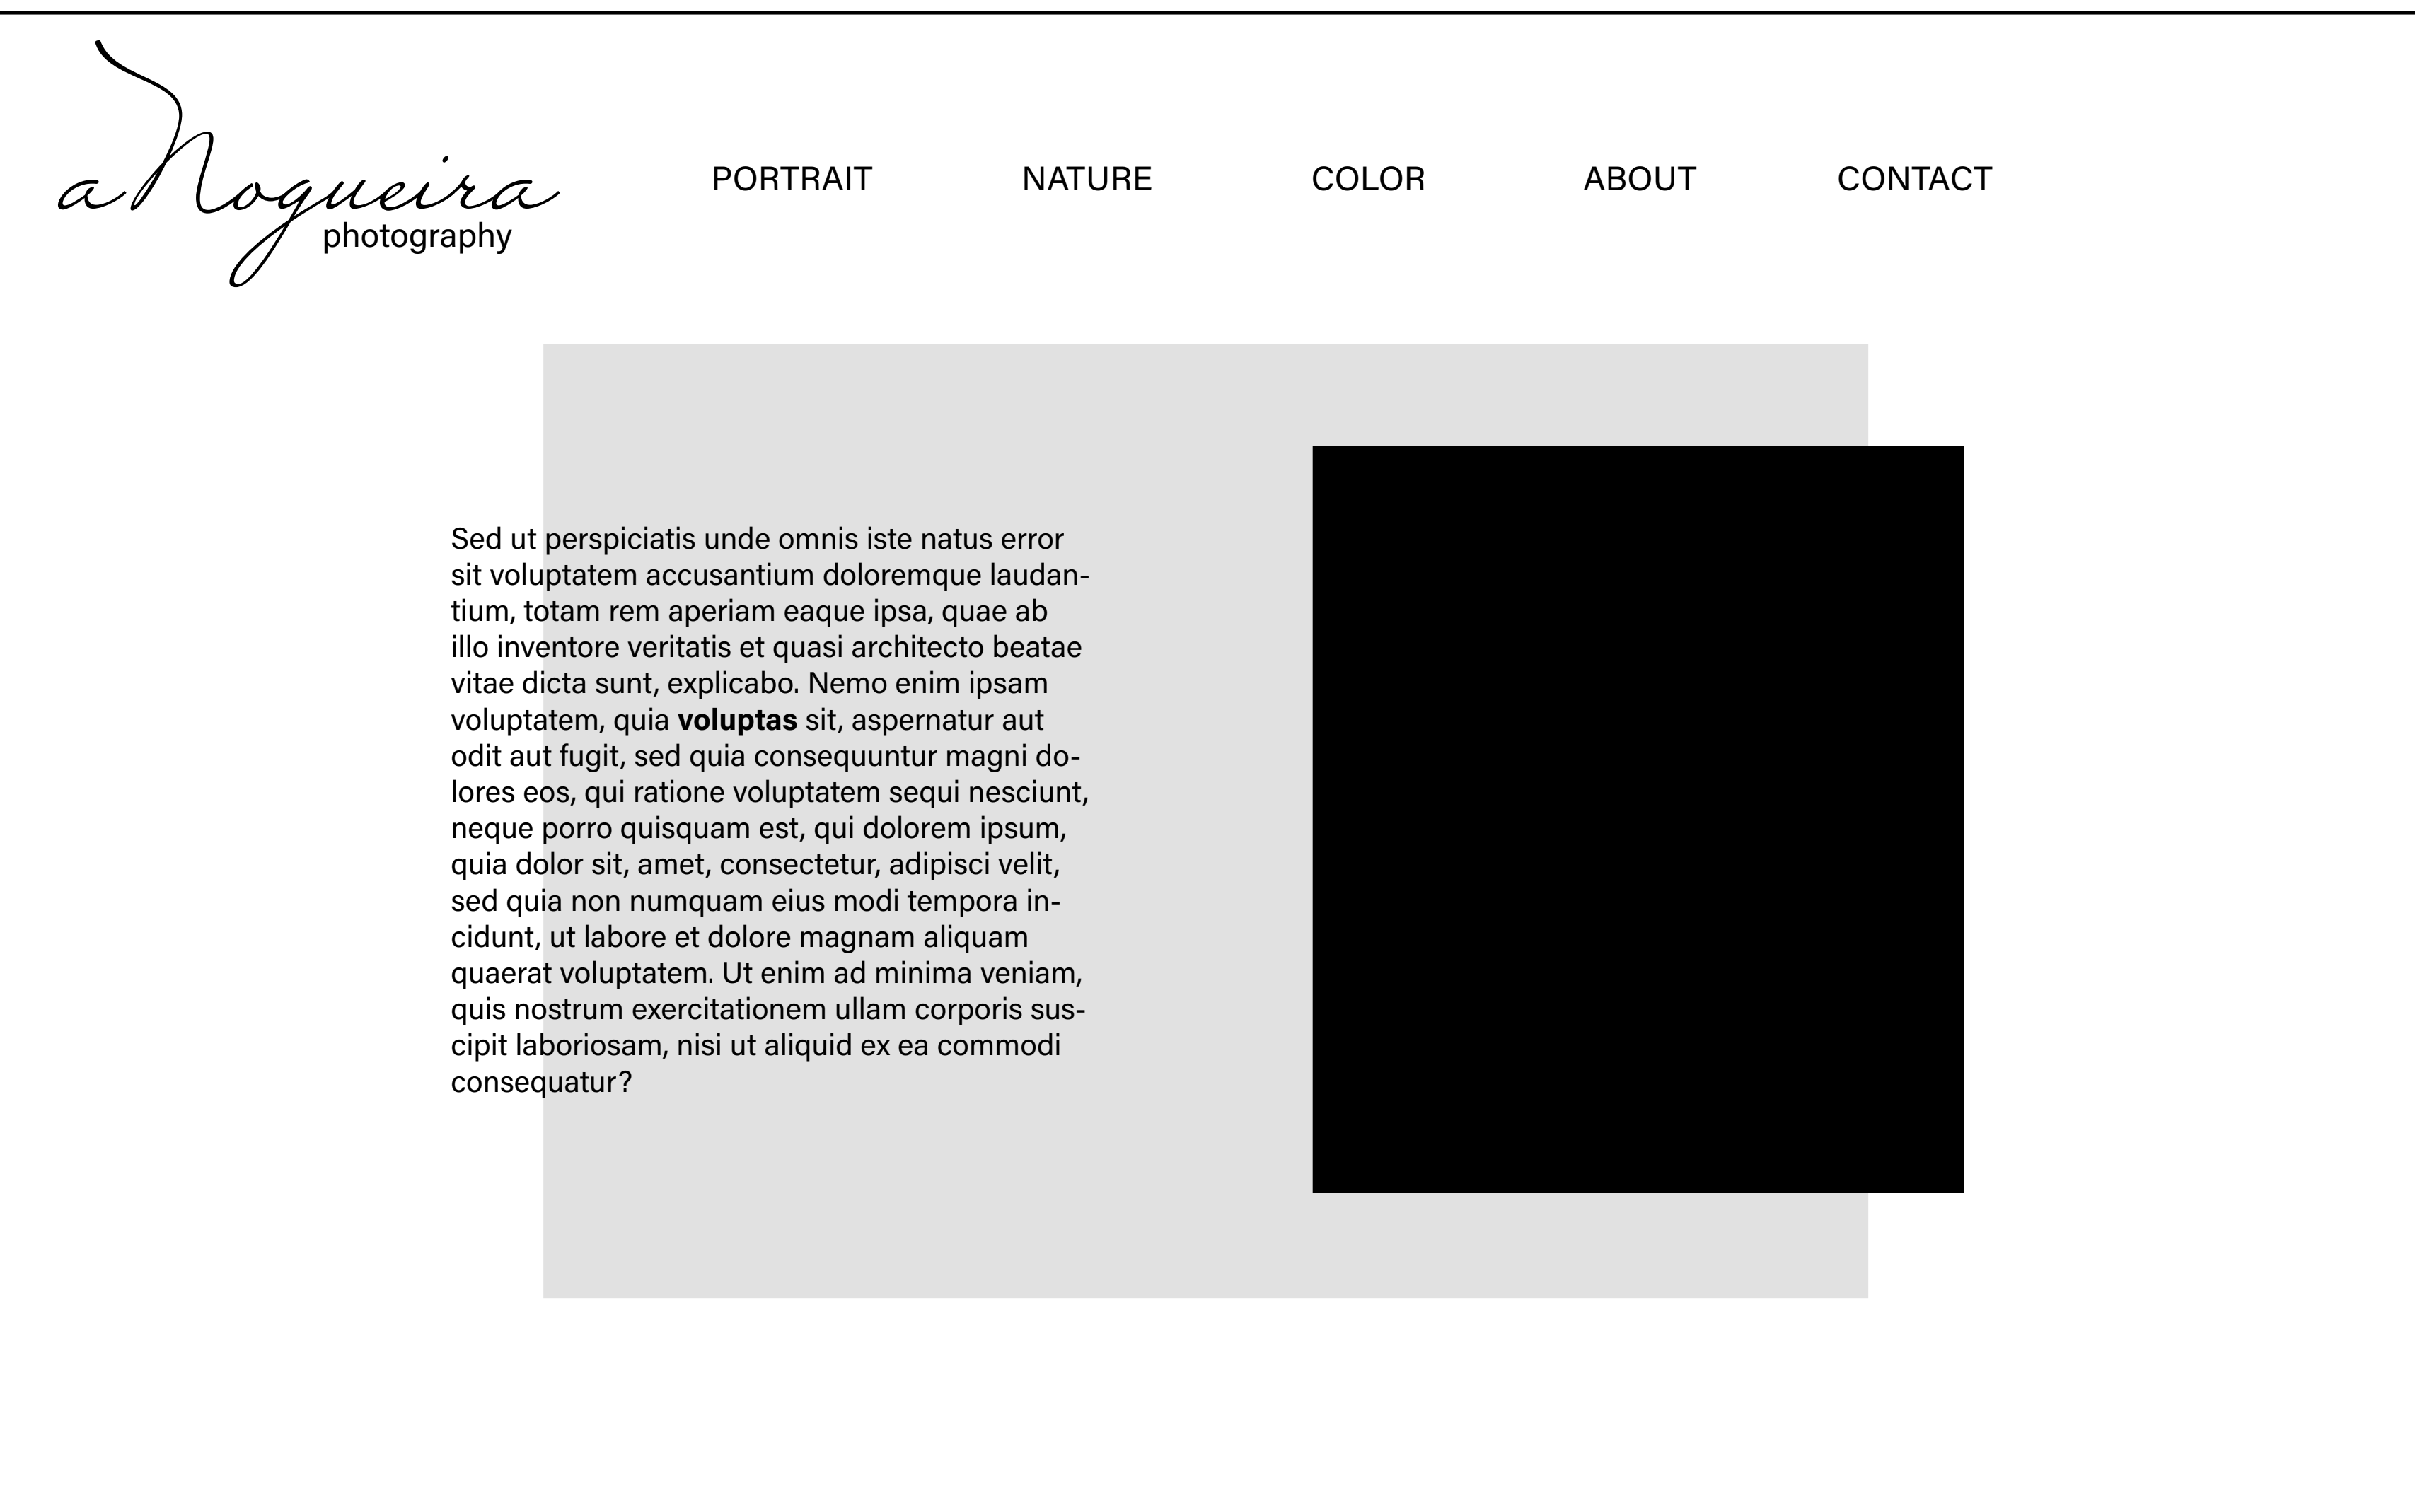 a Nogueira
photography
PORTRAIT NATURE COLOR ABOUT CONTACT
Sed ut perspiciatis unde omnis iste natus error
sit voluptatem accusantium doloremque laudan-
tium, totam rem aperiam eaque ipsa, quae ab
illo inventore veritatis et quasi architecto beatae
vitae dicta sunt, explicabo. Nemo enim ipsam
voluptatem, quia voluptas sit, aspernatur aut
odit aut fugit, sed quia consequuntur magni do-
lores eos, qui ratione voluptatem sequi nesciunt,
neque porro quisquam est, qui dolorem ipsum,
quia dolor sit, amet, consectetur, adipisci velit,
sed quia non numquam eius modi tempora in-
cidunt, ut labore et dolore magnam aliquam
quaerat voluptatem. Ut enim ad minima veniam,
quis nostrum exercitationem ullam corporis sus-
cipit laboriosam, nisi ut aliquid ex ea commodi
consequatur?